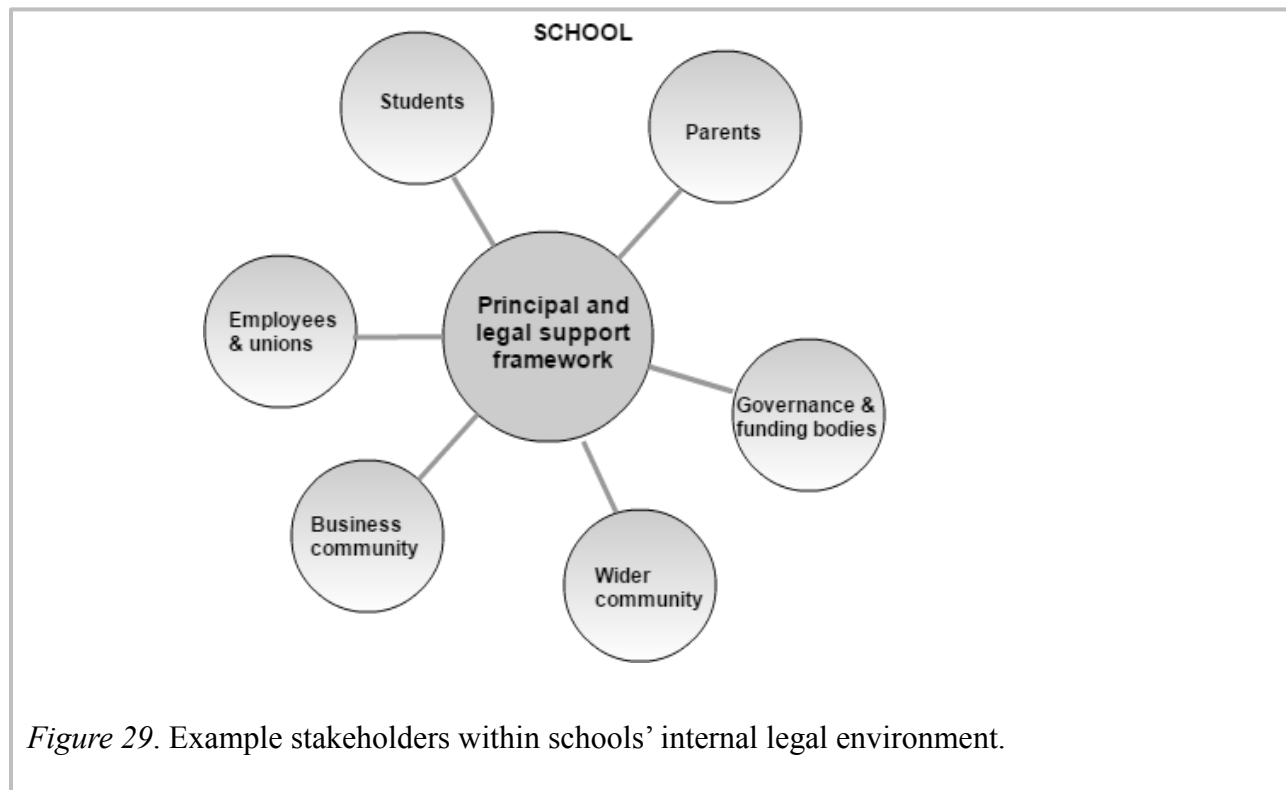 SCHOOL
Students
Parents
Principal and
legal support
framework
Employees
& unions
Governance &
funding bodies
Business
community
Wider
community
Figure 29. Example stakeholders within schools’ internal legal environment.